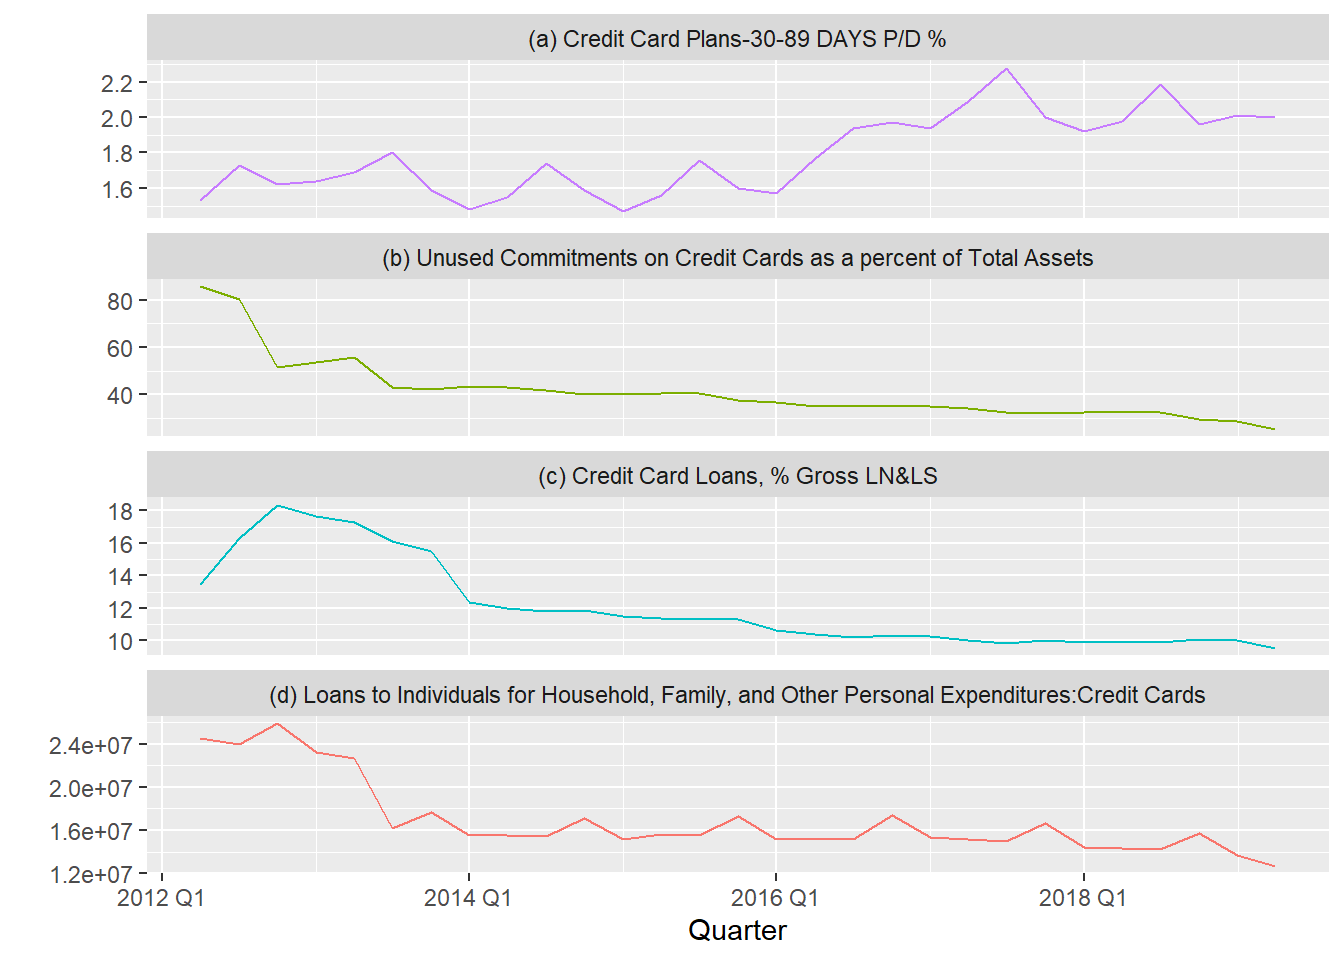 (a) Credit Card Plans-30-89 DAYS P/D %
2.2
2.0
1.8
1.6
(b) Unused Commitments on Credit Cards as a percent of Total Assets
80
60
40
(c) Credit Card Loans, % Gross LN&LS
18
16
14
12
10
(d) Loans to Individuals for Household, Family, and Other Personal Expenditures:Credit Cards
2.4e+07
2.0e+07
1.6e+07
1.2e+07
2012 Q1 2014 Q1 2016 Q1 2018 Q1
Quarter